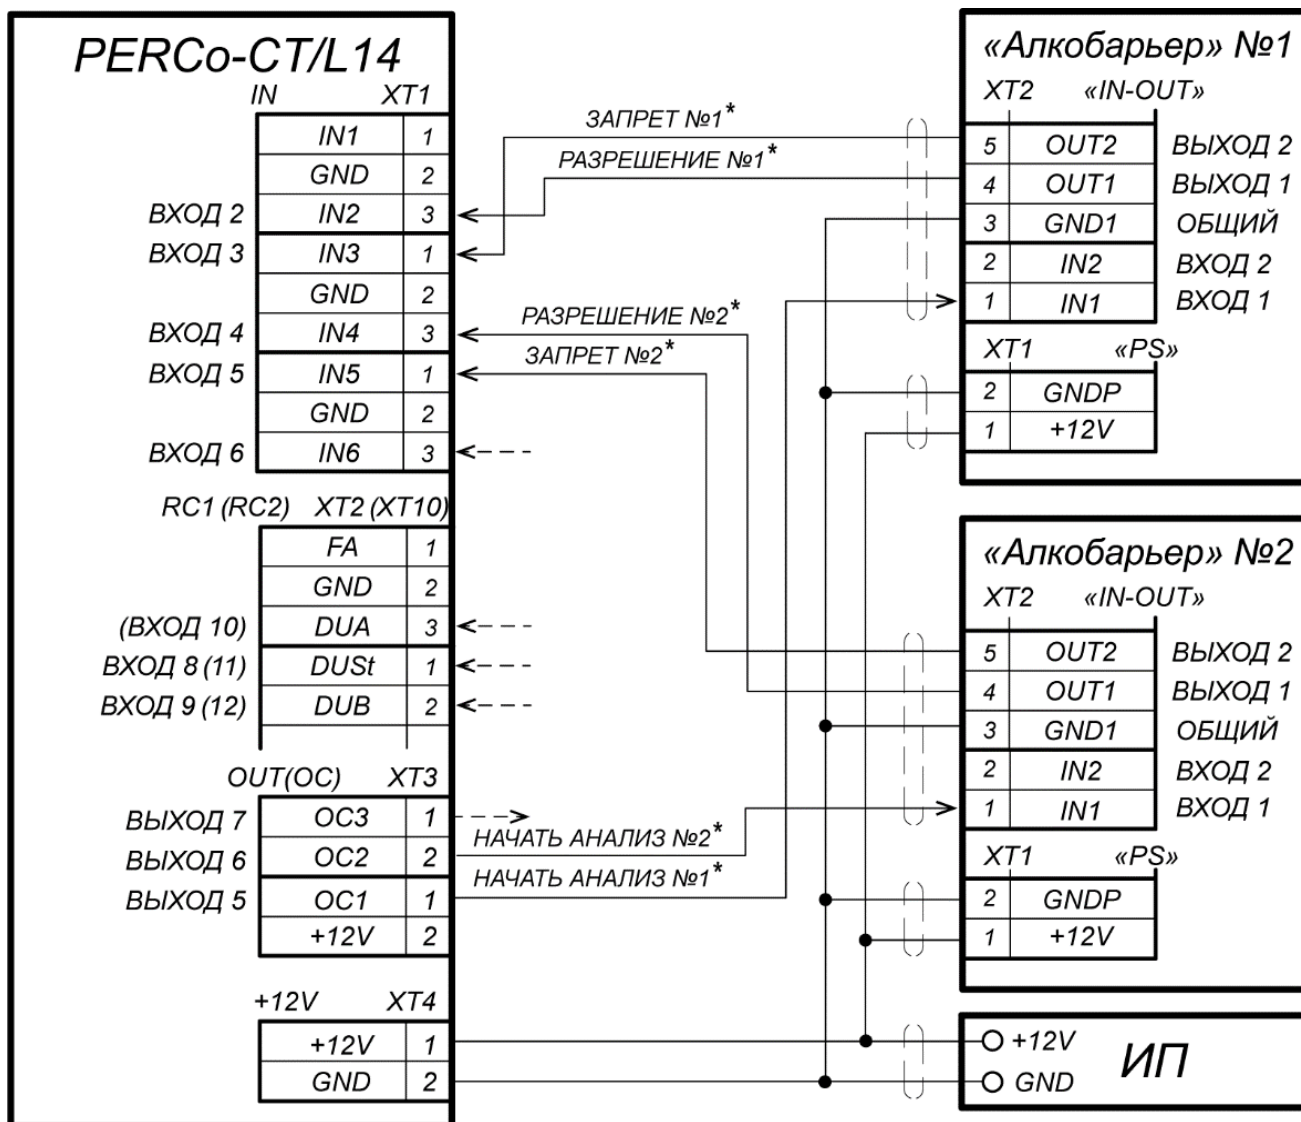 PERCo-CT/L14
IN XT1
IN1 1
GND 2
ВХОД 2 IN2 3
ВХОД 3 IN3 1
GND 2
ВХОД 4 IN4 3
ВХОД 5 IN5 1
GND 2
ВХОД 6 IN6 3
RC1 (RC2) XT2 (XT10)
FA 1
GND 2
(ВХОД 10) DUA 3
ВХОД 8 (11) DUSt 1
ВХОД 9 (12) DUB 2
OUT(OC) XT3
ВЫХОД 7 OC3 1
ВЫХОД 6 OC2 2
ВЫХОД 5 OC1 1
+12V 2
+12V XT4
+12V 1
GND 2
ЗАПРЕТ №1*
РАЗРЕШЕНИЕ №1*
РАЗРЕШЕНИЕ №2*
ЗАПРЕТ №2*
НАЧАТЬ АНАЛИЗ №2*
НАЧАТЬ АНАЛИЗ №1*
«Алкобарьер» №1
XT2 «IN-OUT»
5 OUT2 ВЫХОД 2
4 OUT1 ВЫХОД 1
3 GND1 ОБЩИЙ
2 IN2 ВХОД 2
1 IN1 ВХОД 1
XT1 «PS»
2 GNDP
1 +12V
«Алкобарьер» №2
XT2 «IN-OUT»
5 OUT2 ВЫХОД 2
4 OUT1 ВЫХОД 1
3 GND1 ОБЩИЙ
2 IN2 ВХОД 2
1 IN1 ВХОД 1
XT1 «PS»
2 GNDP
1 +12V
+12V
GND
ИП